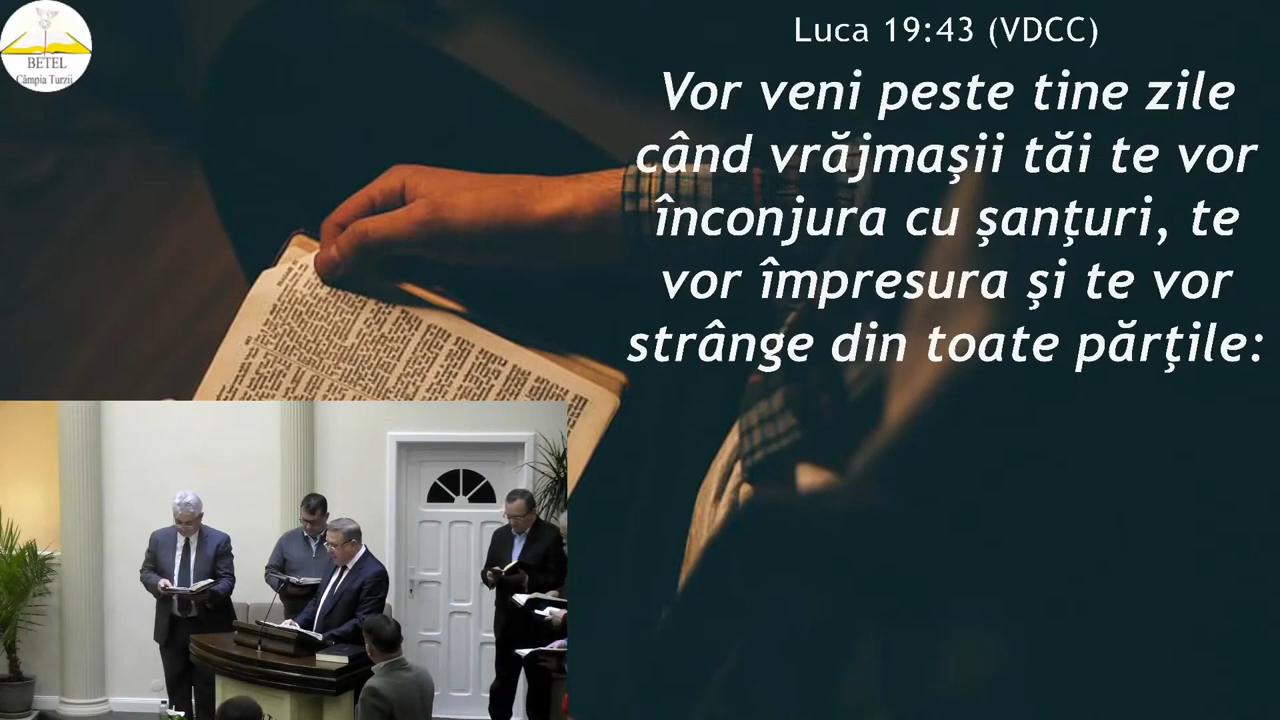 BETEL
Câmpia Turzii
Luca 19:43 (VDCC)
Vor veni peste tine zile
când vrăjmaşii tăi te vor
înconjura cu şanţuri, te
vor împresura şi te vor
strânge din toate părţile: